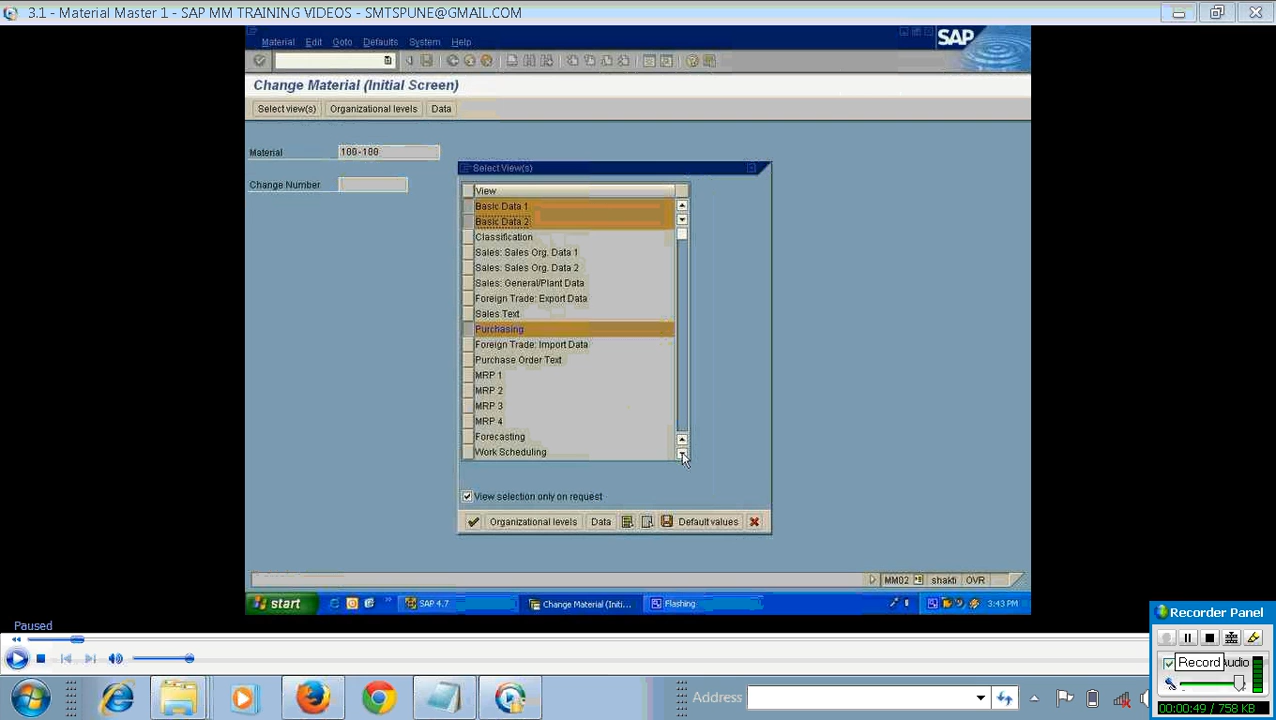 3.1 - Material Master 1 - SAP MM TRAINING VIDEOS - SMTSPUNE@GMAIL.COM
Material Edit Goto Defaults System Help
SAP
Change Material (Initial Screen)
Select view(s) Organizational levels Data
Material 100-100
Change Number
Select View(s)
View
Basic Data 1
Basic Data 2
Classification
Sales: Sales Org. Data 1
Sales: Sales Org. Data 2
Sales: General/Plant Data
Foreign Trade: Export Data
Sales Text
Purchasing
Foreign Trade: Import Data
Purchase Order Text
MRP 1
MRP 2
MRP 3
MRP 4
Forecasting
Work Scheduling
View selection only on request
Organizational levels Data Default values
MM02 shakti OVR
start SAP 4.7 Change Material (Initi... Flashing 3:43 PM
Paused
Recorder Panel
Record Audio
00:00:49 / 758 KB
Address